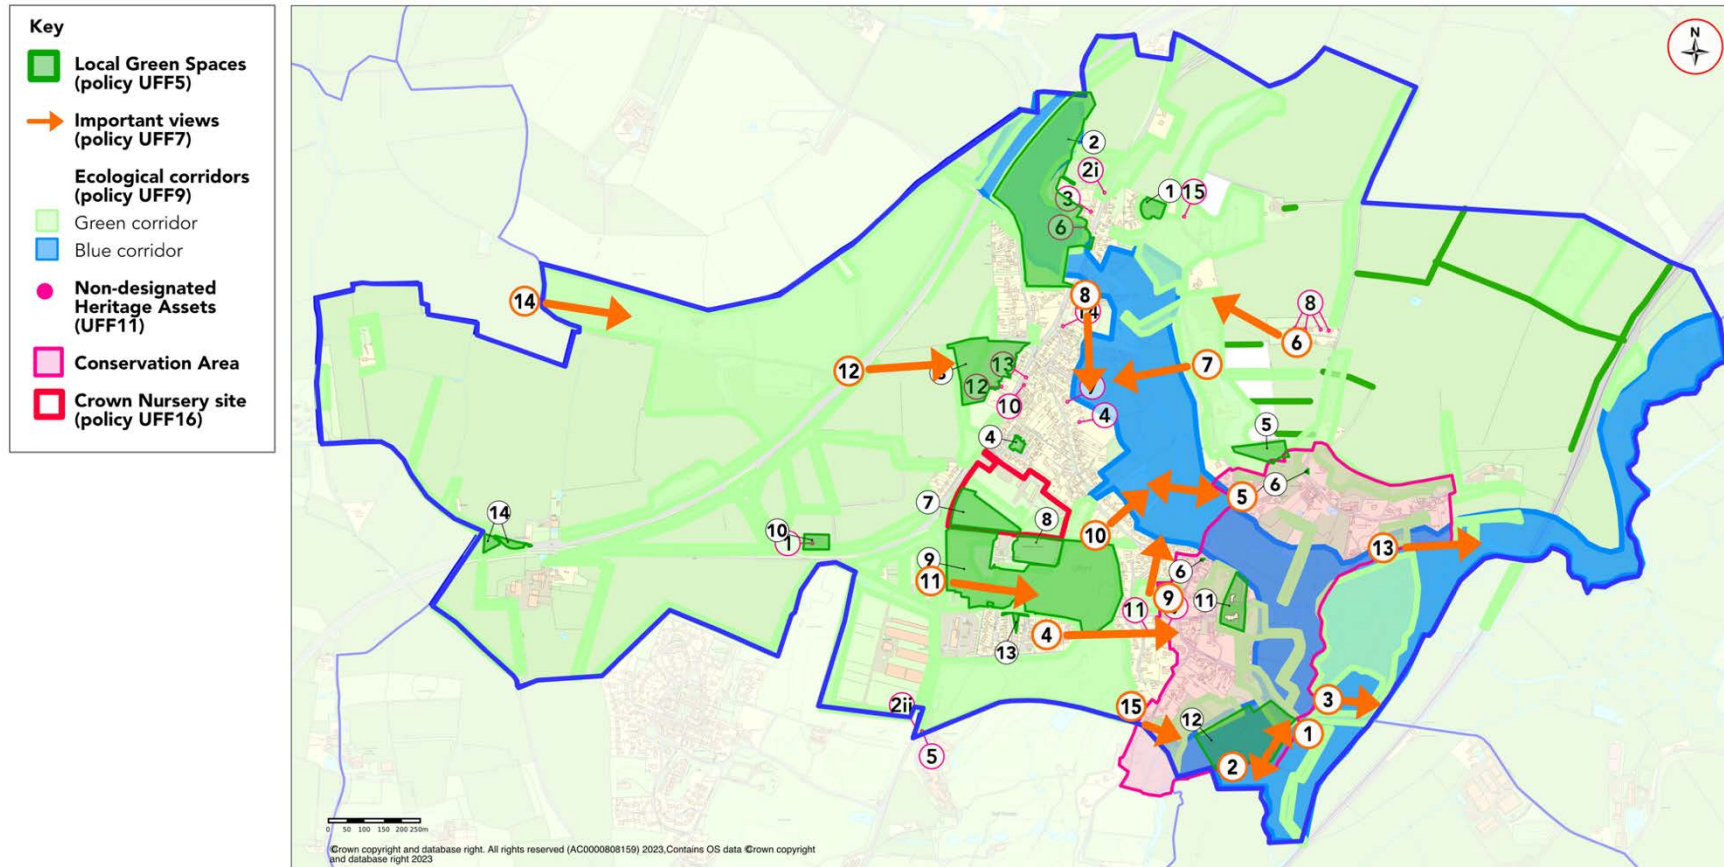 Key
Local Green Spaces
(policy UFF5)
Important views
(policy UFF7)
Ecological corridors
(policy UFF9)
Green corridor
Blue corridor
Non-designated
Heritage Assets
(UFF11)
Conservation Area
Crown Nursery site
(policy UFF16)
N
2
2i
1
15
3
6
14
8
14
8
6
12
13
12
7
10
7
4
4
5
6
5
14
7
8
10
13
10
1
9
11
6
9
11
11
4
13
2ii
15
12
3
1
5
2
0 50 100 150 200 250m
©rown copyright and database right. All rights reserved (AC0000808159) 2023,Contains OS data ©rown copyright
and database right 2023